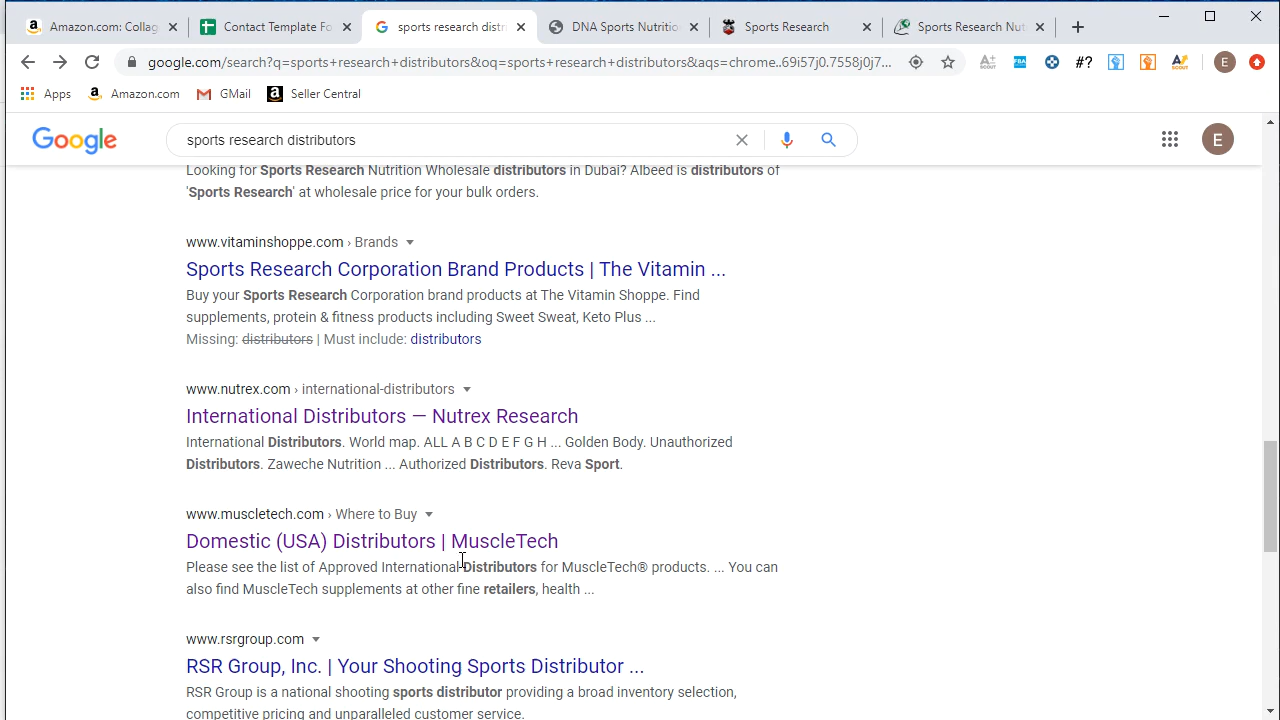 Amazon.com: Collag
Contact Template Fo
sports research distr
DNA Sports Nutritio
Sports Research
Sports Research Nut
google.com/search?q=sports+research+distributors&oq=sports+research+distributors&aqs=chrome..69i57j0.7558j0j7...
A+ SCOUT
FBA
#?
E
Apps
Amazon.com
GMail
Seller Central
Google
sports research distributors
E
Looking for Sports Research Nutrition Wholesale distributors in Dubai? Albeed is distributors of
'Sports Research' at wholesale price for your bulk orders.
www.vitaminshoppe.com › Brands
Sports Research Corporation Brand Products | The Vitamin ...
Buy your Sports Research Corporation brand products at The Vitamin Shoppe. Find
supplements, protein & fitness products including Sweet Sweat, Keto Plus ...
Missing: distributors | Must include: distributors
www.nutrex.com › international-distributors
International Distributors — Nutrex Research
International Distributors. World map. ALL A B C D E F G H ... Golden Body. Unauthorized
Distributors. Zaweche Nutrition ... Authorized Distributors. Reva Sport.
www.muscletech.com › Where to Buy
Domestic (USA) Distributors | MuscleTech
Please see the list of Approved International Distributors for MuscleTech® products. ... You can
also find MuscleTech supplements at other fine retailers, health ...
www.rsrgroup.com
RSR Group, Inc. | Your Shooting Sports Distributor ...
RSR Group is a national shooting sports distributor providing a broad inventory selection,
competitive pricing and unparalleled customer service.